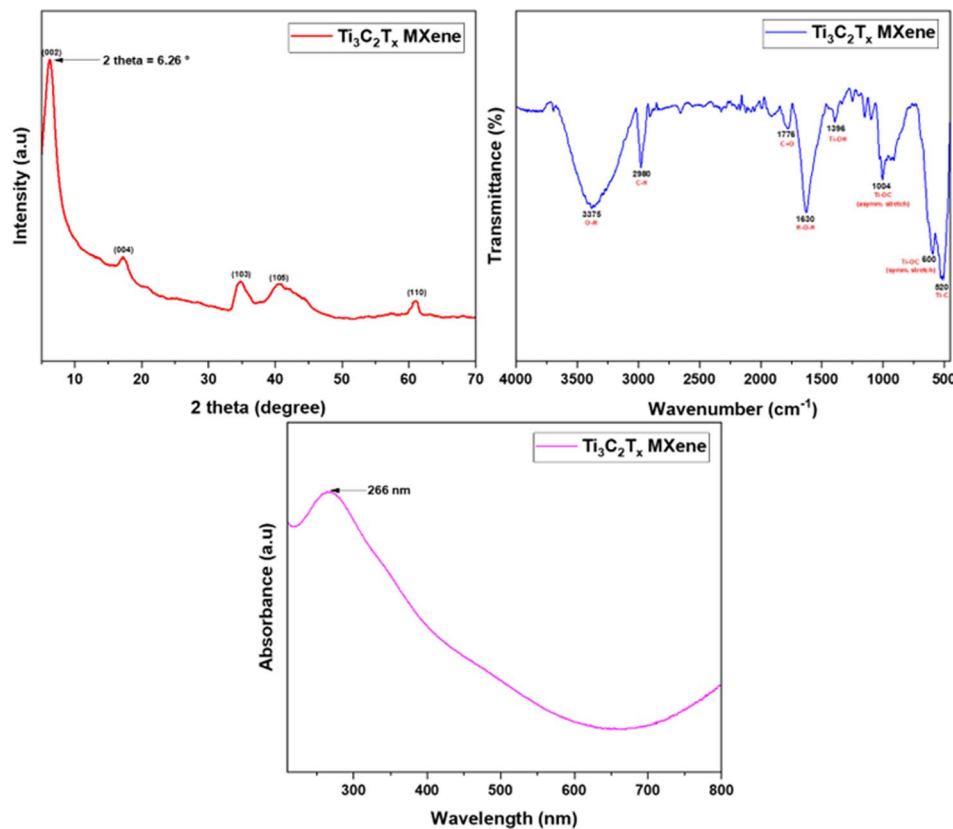 Ti₃C₂Tₓ MXene
(002)
2 theta = 6.26 °
(004)
(103)
(105)
(110)
Intensity (a.u)
10 20 30 40 50 60 70
2 theta (degree)
Ti₃C₂Tₓ MXene
1776
C=O
1396
Ti-OH
2980
C-H
1004
Ti-OC
(asymm. stretch)
3375
O-H
1630
H-O-H
Ti-OC 600
(symm. stretch)
520
Ti-C
Transmittance (%)
4000 3500 3000 2500 2000 1500 1000 500
Wavenumber (cm⁻¹)
Ti₃C₂Tₓ MXene
266 nm
Absorbance (a.u)
300 400 500 600 700 800
Wavelength (nm)